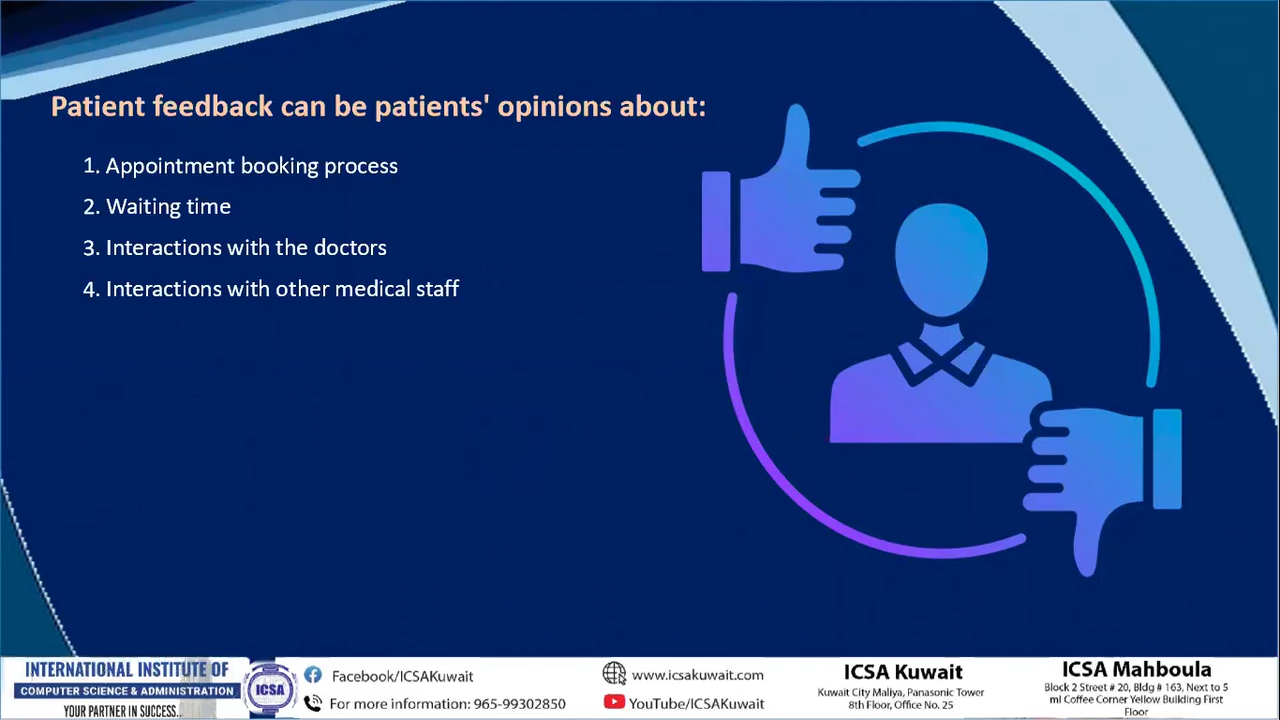 Patient feedback can be patients' opinions about:
1. Appointment booking process
2. Waiting time
3. Interactions with the doctors
4. Interactions with other medical staff
INTERNATIONAL INSTITUTE OF
COMPUTER SCIENCE & ADMINISTRATION
YOUR PARTNER IN SUCCESS..
ICSA
Facebook/ICSAKuwait
For more information: 965-99302850
www.icsakuwait.com
YouTube/ICSAKuwait
ICSA Kuwait
Kuwait City Maliya, Panasonic Tower
8th Floor, Office No. 25
ICSA Mahboula
Block 2 Street # 20, Bldg # 163, Next to 5
ml Coffee Corner Yellow Building First
Floor